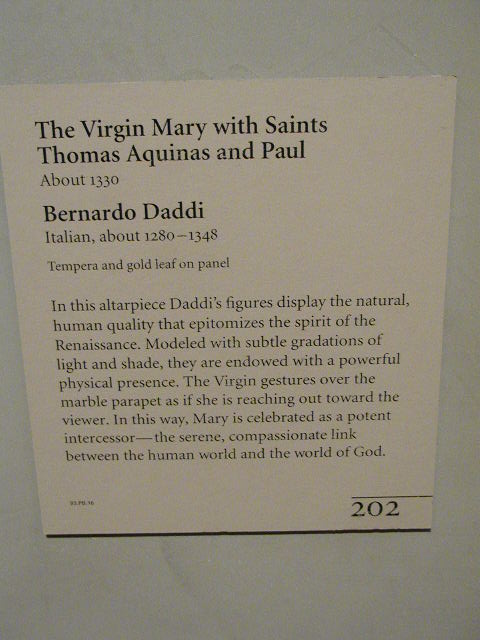 The Virgin Mary with Saints
Thomas Aquinas and Paul
About 1330
Bernardo Daddi
Italian, about 1280–1348
Tempera and gold leaf on panel
In this altarpiece Daddi's figures display the natural,
human quality that epitomizes the spirit of the
Renaissance. Modeled with subtle gradations of
light and shade, they are endowed with a powerful
physical presence. The Virgin gestures over the
marble parapet as if she is reaching out toward the
viewer. In this way, Mary is celebrated as a potent
intercessor—the serene, compassionate link
between the human world and the world of God.
93.PB.16
202